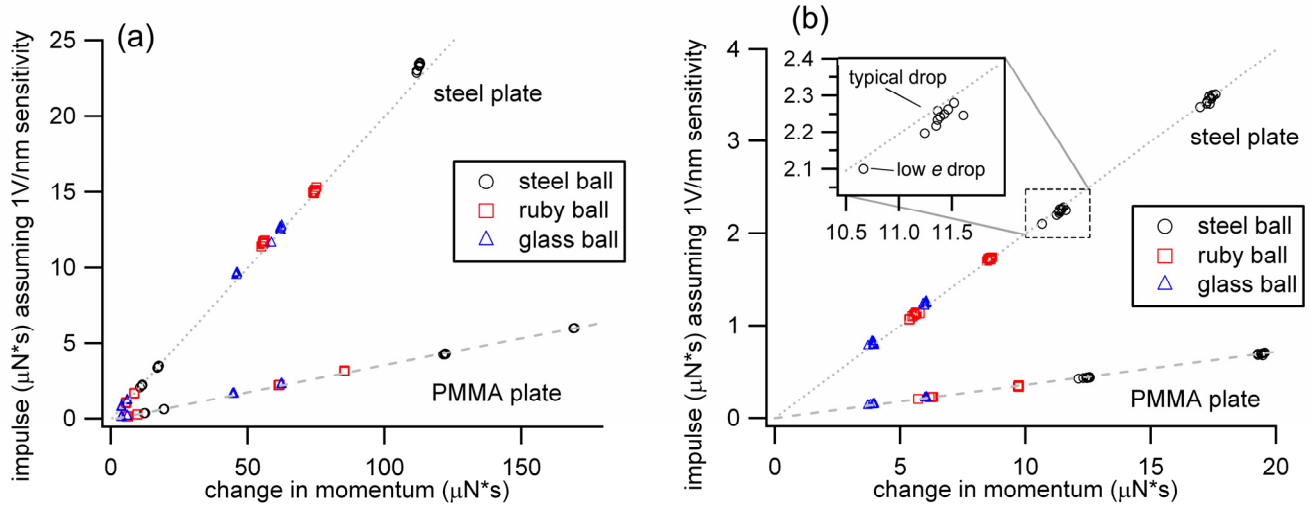 (a)
impulse (μN*s) assuming 1V/nm sensitivity
25
20
15
10
5
0
steel plate
steel ball
ruby ball
glass ball
PMMA plate
0 50 100 150
change in momentum (μN*s)
(b)
impulse (μN*s) assuming 1V/nm sensitivity
4
3
2
1
0
2.4
2.3
2.2
2.1
typical drop
low e drop
10.5 11.0 11.5
steel plate
steel ball
ruby ball
glass ball
PMMA plate
0 5 10 15 20
change in momentum (μN*s)